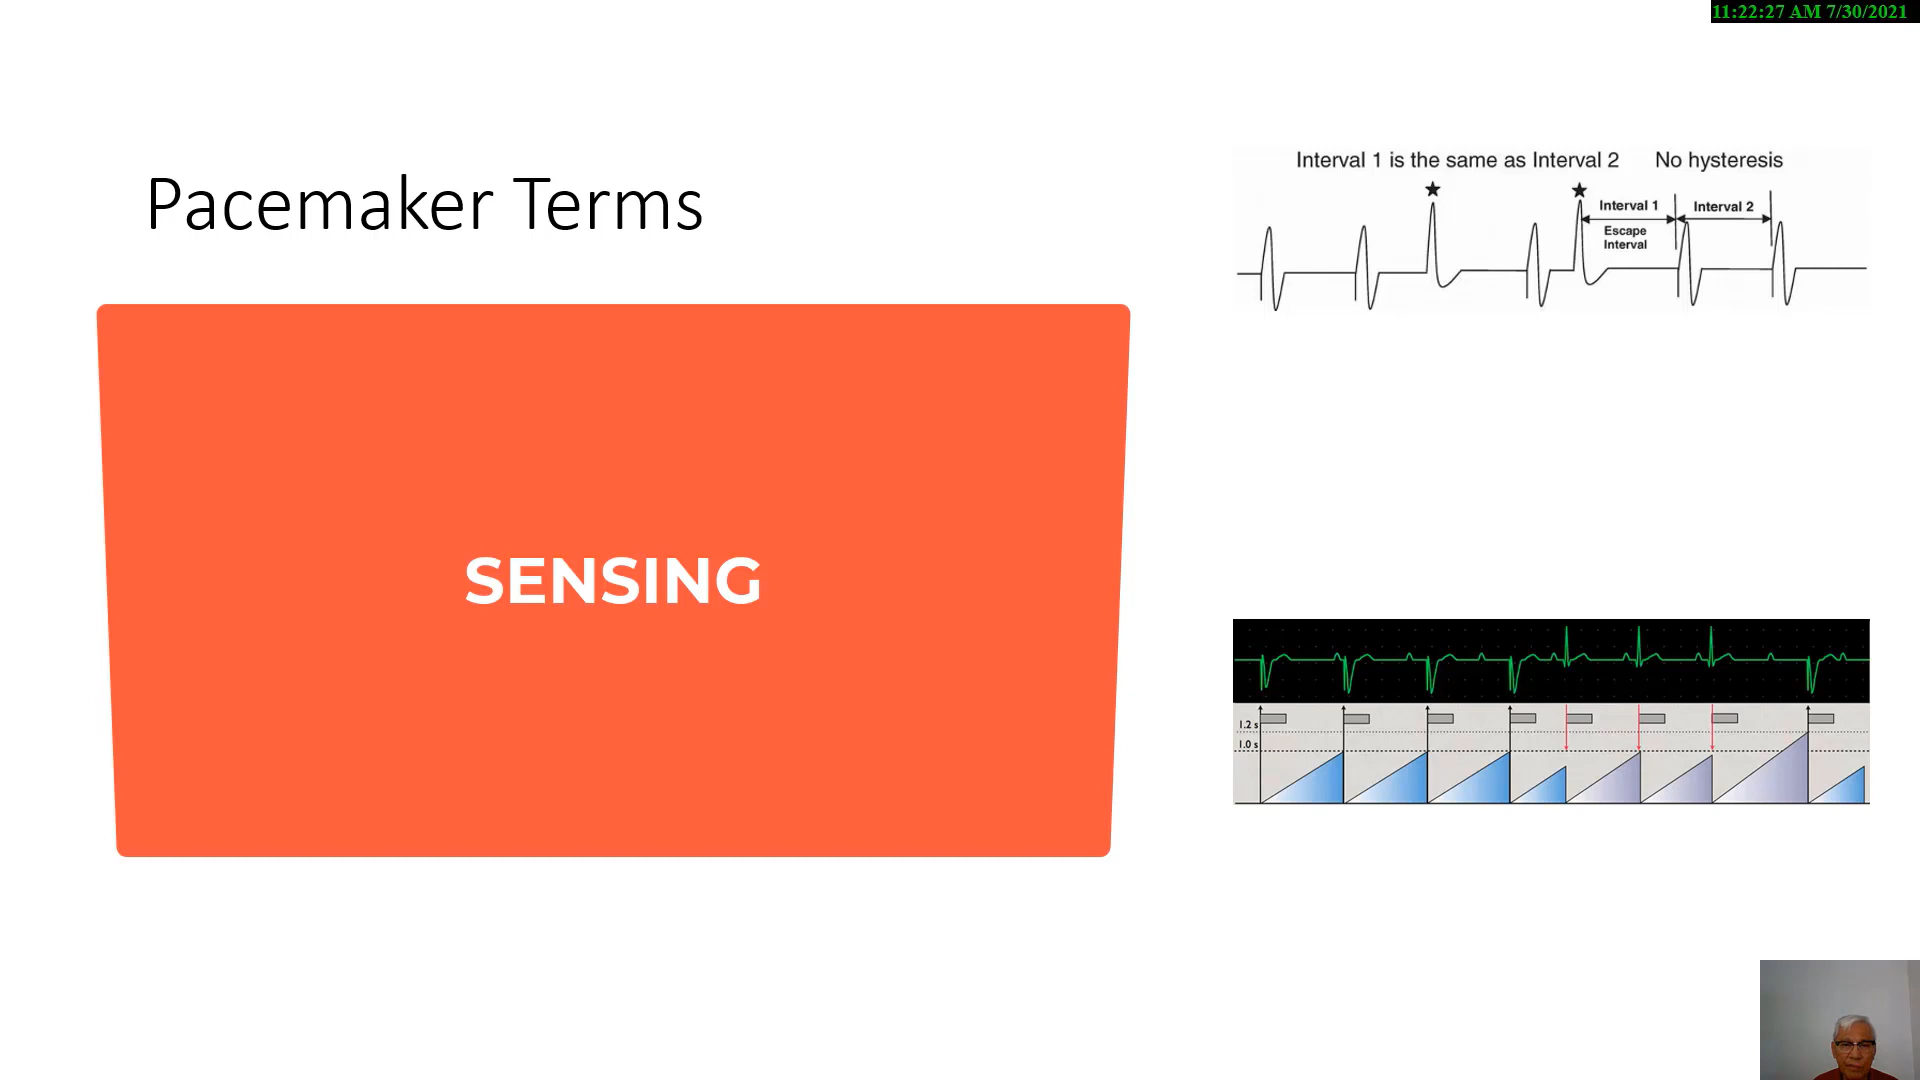 11:22:27 AM 7/30/2021
Pacemaker Terms
SENSING
Interval 1 is the same as Interval 2 No hysteresis
Interval 1 Interval 2
Escape
Interval
1.2 s
1.0 s